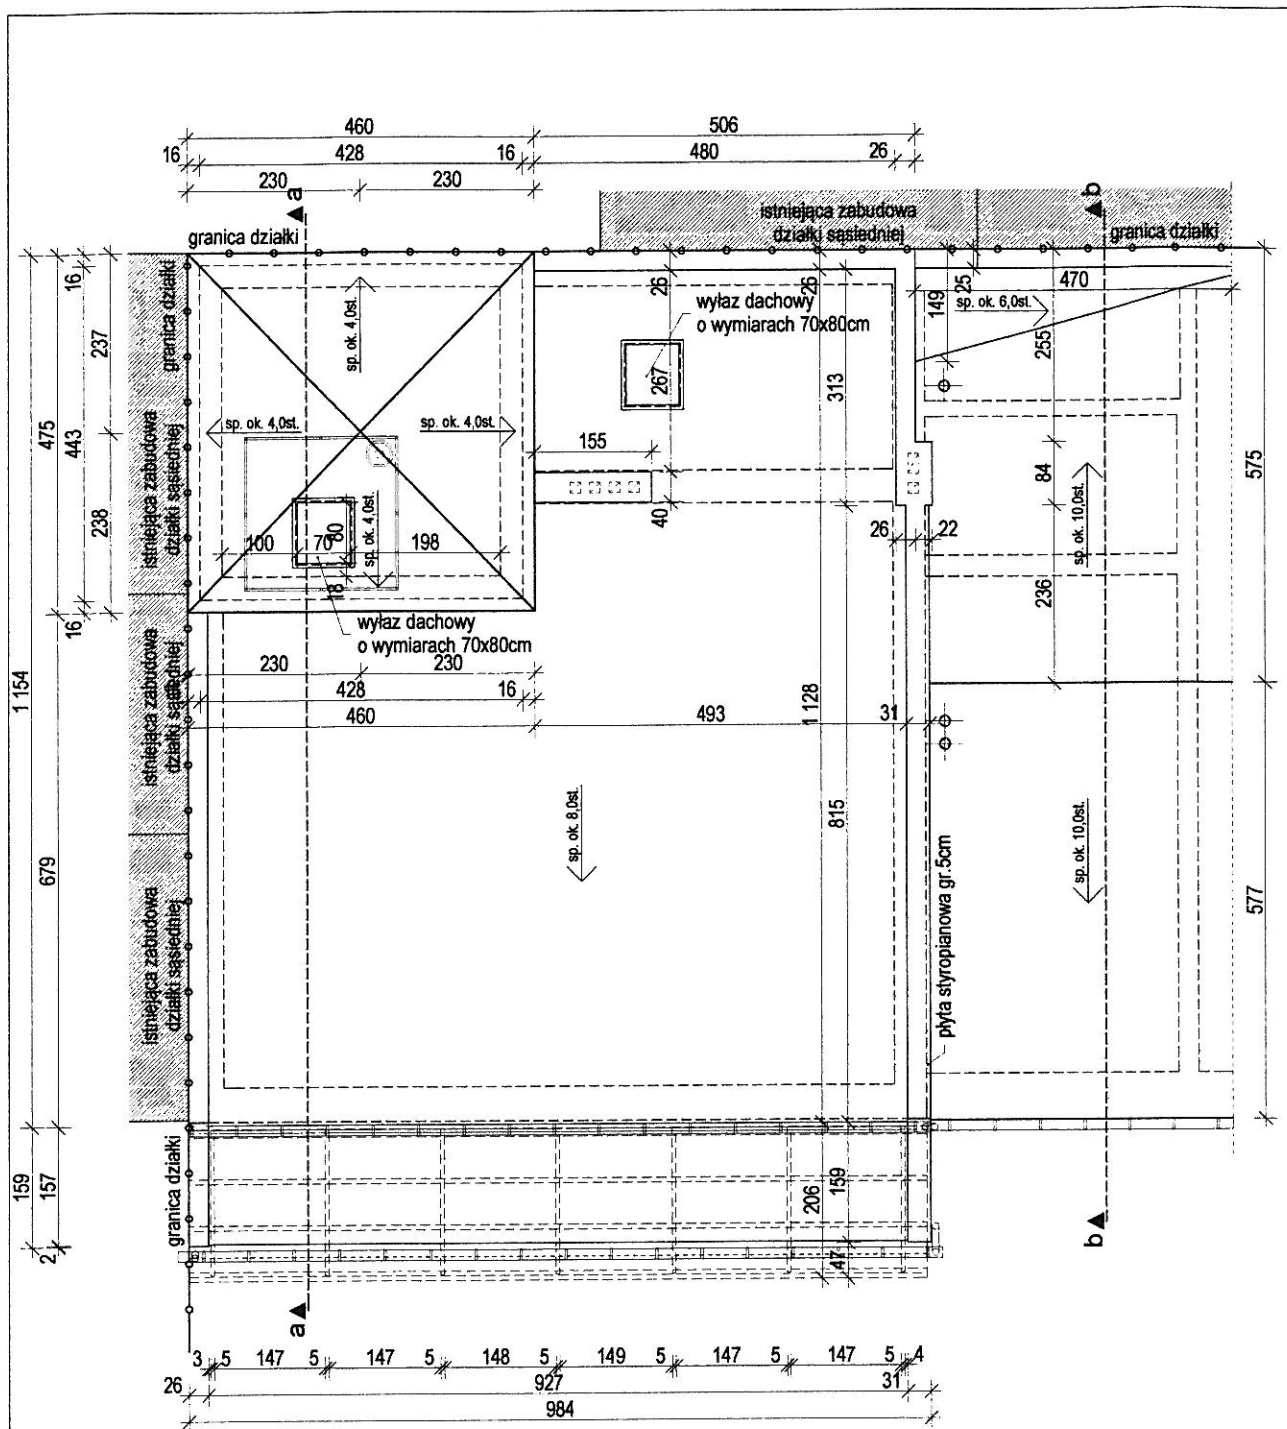 460
506
16
428
16
480
26
230
230
a
b
istniejąca zabudowa
działki sąsiedniej
granica działki
granica działki
granica działki
istniejąca zabudowa
działki sąsiedniej
istniejąca zabudowa
działki sąsiedniej
istniejąca zabudowa
działki sąsiedniej
granica działki
16
237
475
443
238
16
1 154
679
159
157
2
sp. ok. 4,0st.
sp. ok. 4,0st.
sp. ok. 4,0st.
sp. ok. 4,0st.
100
70
80
198
18
wyłaz dachowy
o wymiarach 70x80cm
26
26
wyłaz dachowy
o wymiarach 70x80cm
267
313
155
40
25
470
149
sp. ok. 6,0st.
255
84
575
26
22
sp. ok. 10,0st.
236
230
230
428
16
460
493
31
1 128
815
sp. ok. 8,0st.
sp. ok. 10,0st.
577
płyta styropianowa gr.5cm
206
159
47
a
b
3
5
147
5
147
5
148
5
149
5
147
5
147
5
4
26
927
31
984